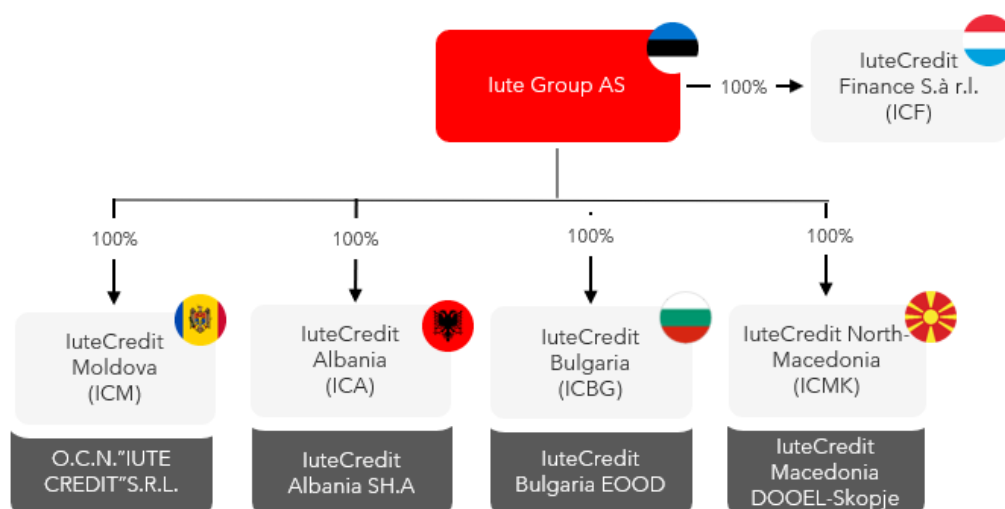 Iute Group AS
100%
IuteCredit
Finance S.à r.l.
(ICF)
100%
100%
100%
100%
IuteCredit
Moldova
(ICM)
IuteCredit
Albania
(ICA)
IuteCredit
Bulgaria
(ICBG)
IuteCredit North-
Macedonia
(ICMK)
O.C.N."IUTE
CREDIT"S.R.L.
IuteCredit
Albania SH.A
IuteCredit
Bulgaria EOOD
IuteCredit
Macedonia
DOOEL-Skopje